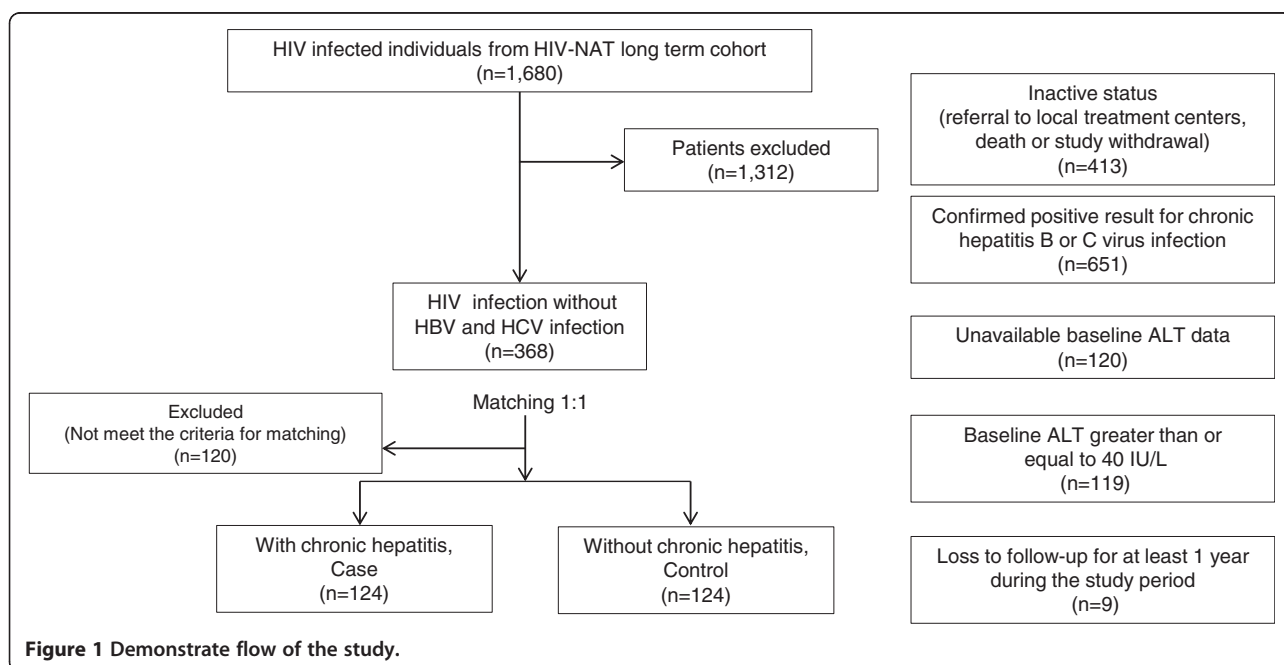 HIV infected individuals from HIV-NAT long term cohort
(n=1,680)
Patients excluded
(n=1,312)
Inactive status
(referral to local treatment centers,
death or study withdrawal)
(n=413)
Confirmed positive result for chronic
hepatitis B or C virus infection
(n=651)
Unavailable baseline ALT data
(n=120)
Baseline ALT greater than or
equal to 40 IU/L
(n=119)
Loss to follow-up for at least 1 year
during the study period
(n=9)
HIV infection without
HBV and HCV infection
(n=368)
Matching 1:1
Excluded
(Not meet the criteria for matching)
(n=120)
With chronic hepatitis,
Case
(n=124)
Without chronic hepatitis,
Control
(n=124)
Figure 1 Demonstrate flow of the study.